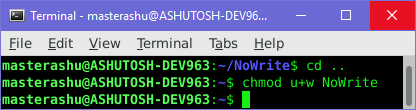 Terminal - masterashu@ASHUTOSH-DEV96...
File Edit View Terminal Tabs Help
masterashu@ASHUTOSH-DEV963:~/NoWrite$ cd ..
masterashu@ASHUTOSH-DEV963:~$ chmod u+w NoWrite
masterashu@ASHUTOSH-DEV963:~$